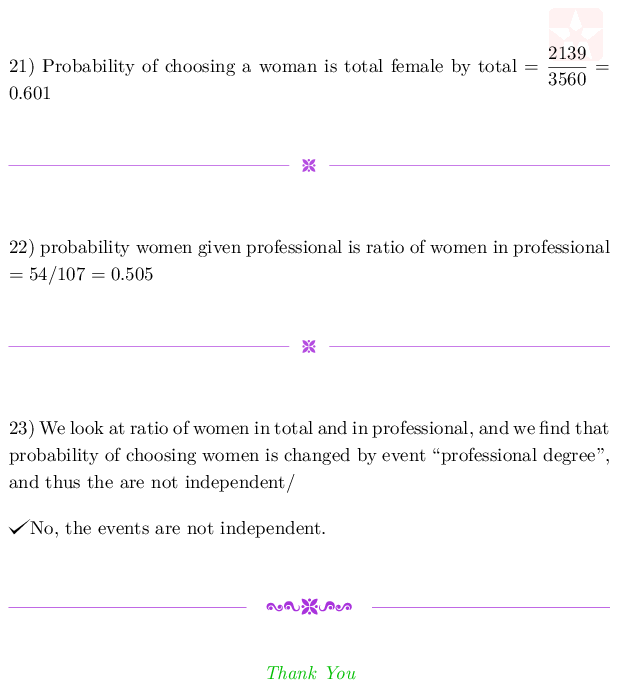 21) Probability of choosing a woman is total female by total = 2139/3560 =
0.601
22) probability women given professional is ratio of women in professional
= 54/107 = 0.505
23) We look at ratio of women in total and in professional, and we find that
probability of choosing women is changed by event “professional degree”,
and thus the are not independent/
✓No, the events are not independent.
Thank You